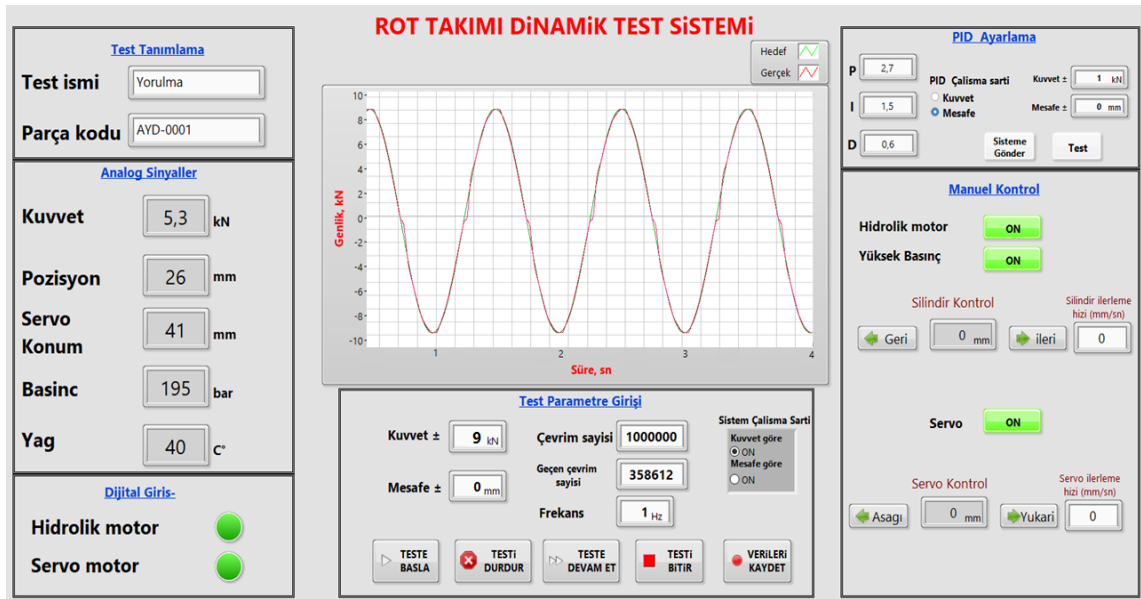 ROT TAKIMI DiNAMiK TEST SiSTEMi
Test Tanımlama
Test ismi Yorulma
Parça kodu AYD-0001
Analog Sinyaller
Kuvvet 5,3 kN
Pozisyon 26 mm
Servo
Konum 41 mm
Basinc 195 bar
Yag 40 C°
Dijital Giris-
Hidrolik motor
Servo motor
Hedef
Gerçek
Genlik, kN
10
8
6
4
2
0
-2
-4
-6
-8
-10
1 2 3 4
Süre, sn
Test Parametre Girişi
Kuvvet ± 9 kN
Mesafe ± 0 mm
Çevrim sayisi 1000000
Geçen çevrim
sayisi 358612
Frekans 1 Hz
Sistem Çalisma Sarti
Kuvvet göre
ON
Mesafe göre
ON
TESTE
BASLA
TESTi
DURDUR
TESTE
DEVAM ET
TESTi
BiTiR
VERiLERi
KAYDET
PID Ayarlama
P 2,7
I 1,5
D 0,6
PID Çalisma sarti
Kuvvet
Mesafe
Kuvvet ± 1 kN
Mesafe ± 0 mm
Sisteme
Gönder
Test
Manuel Kontrol
Hidrolik motor ON
Yüksek Basınç ON
Silindir Kontrol
Geri 0 mm ileri
Silindir ilerleme
hizi (mm/sn)
0
Servo ON
Servo Kontrol
Asagı 0 mm Yukari
Servo ilerleme
hizi (mm/sn)
0